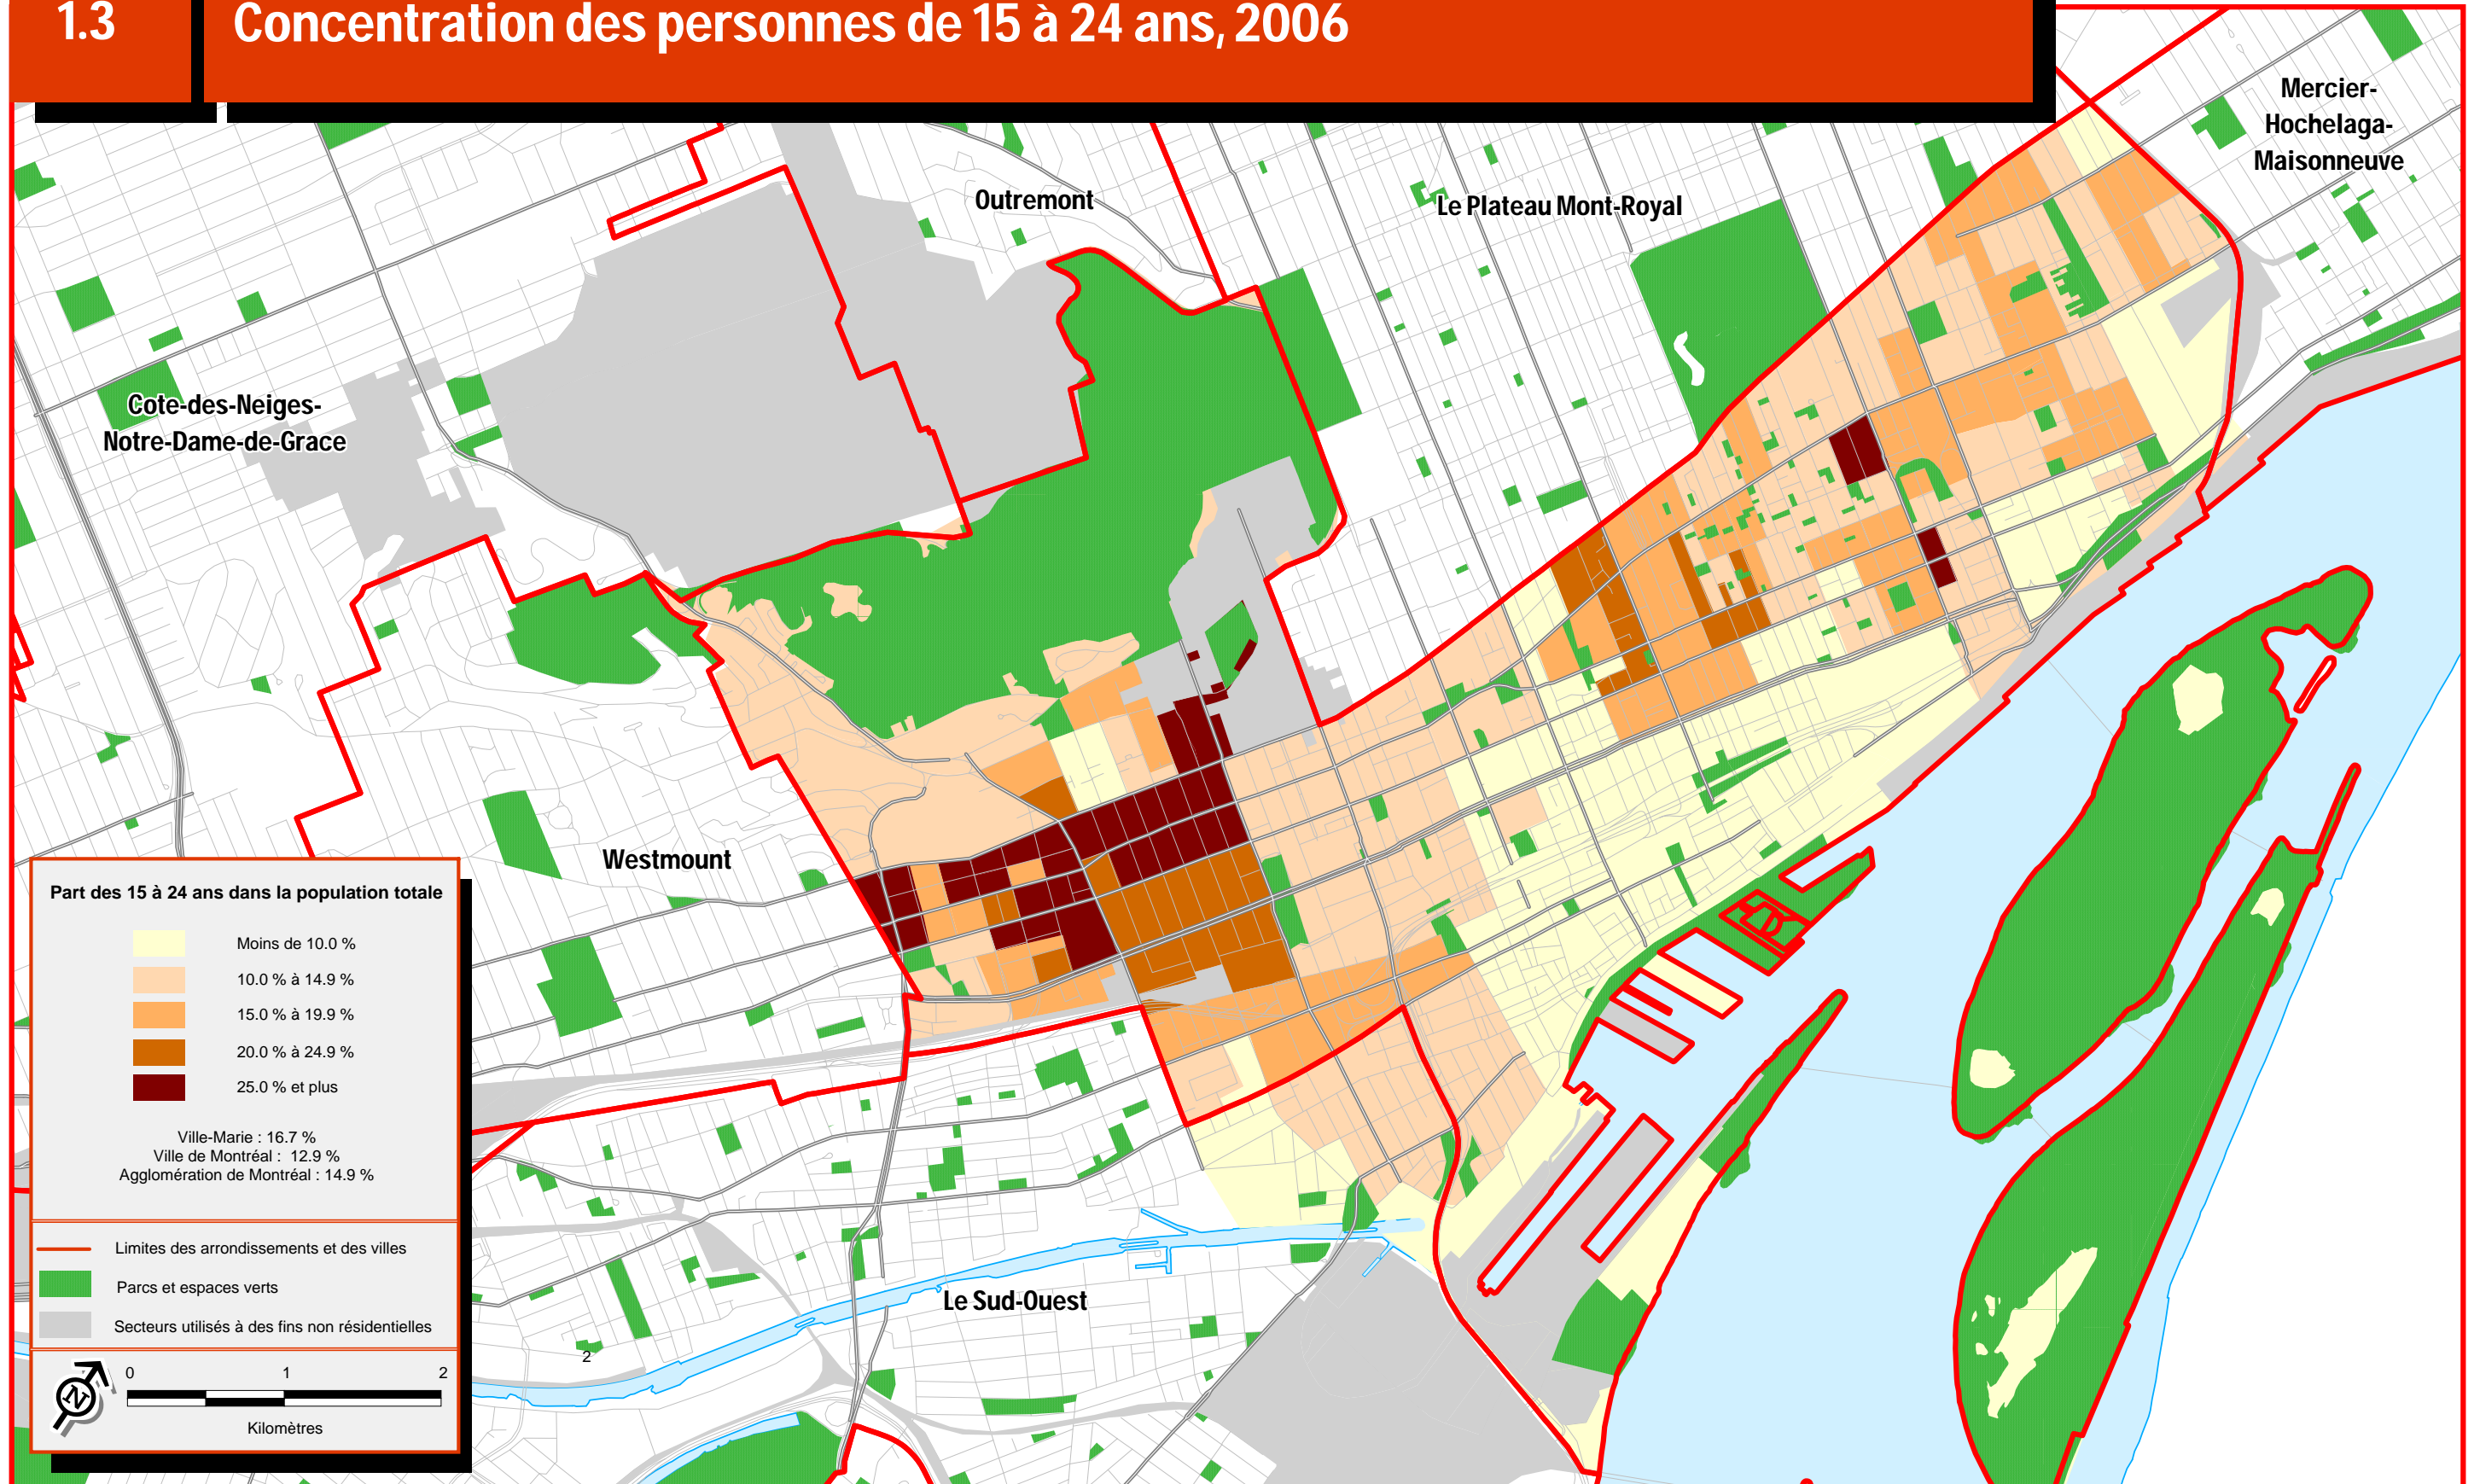 1.3
Concentration des personnes de 15 à 24 ans, 2006
Mercier-
Hochelaga-
Maisonneuve
Outremont
Le Plateau Mont-Royal
Cote-des-Neiges-
Notre-Dame-de-Grace
Westmount
Le Sud-Ouest
2
Part des 15 à 24 ans dans la population totale
Moins de 10.0 %
10.0 % à 14.9 %
15.0 % à 19.9 %
20.0 % à 24.9 %
25.0 % et plus
Ville-Marie : 16.7 %
Ville de Montréal : 12.9 %
Agglomération de Montréal : 14.9 %
Limites des arrondissements et des villes
Parcs et espaces verts
Secteurs utilisés à des fins non résidentielles
N
0 1 2
Kilomètres